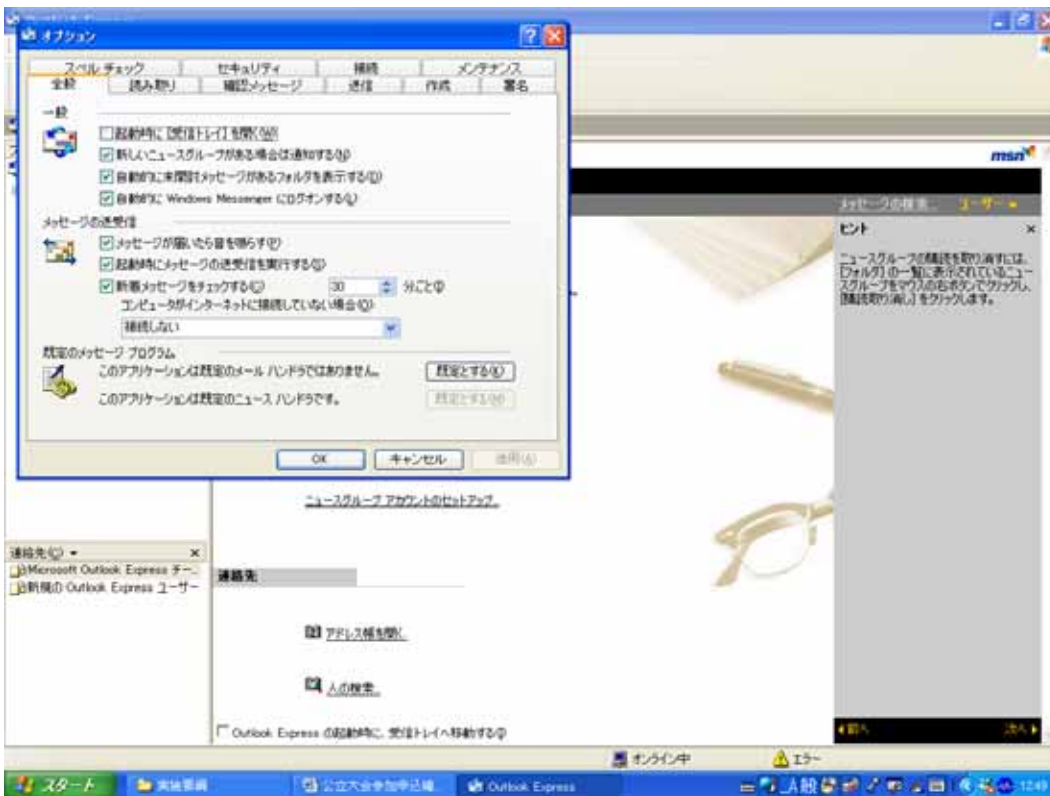 オプション
スペル チェック　セキュリティ　接続　メンテナンス
全般　読み取り　確認メッセージ　送信　作成　署名
一般
起動時に [受信トレイ] を開く(W)
新しいニュースグループがある場合は通知する(N)
自動的に未開封メッセージがあるフォルダを表示する(D)
自動的に Windows Messenger にログオンする(L)
メッセージの送受信
メッセージが届いたら音を鳴らす(P)
起動時にメッセージの送受信を実行する(S)
新着メッセージをチェックする(C)　30　分ごと
コンピュータがインターネットに接続していない場合(O)
接続しない
既定のメッセージ プログラム
このアプリケーションは既定のメール ハンドラではありません。　既定とする(K)
このアプリケーションは既定のニュース ハンドラです。　既定とする
OK　キャンセル　適用(A)
msn
メッセージの検索...　ユーザー
ヒント　×
ニュースグループの購読を取り消すには、
[フォルダ] の一覧に表示されているニュー
スグループをマウスの右ボタンでクリックし、
[購読取り消し] をクリックします。
ニュースグループ アカウントのセットアップ...
連絡先(C)　×
Microsoft Outlook Express チー...
新規の Outlook Express ユーザー
連絡先
アドレス帳を開く...
人の検索...
Outlook Express の起動時に、受信トレイへ移動する
前へ　次へ
オンライン中　エラー
スタート　実施要綱　公立大会参加申込...　Outlook Express　A 般　12:49